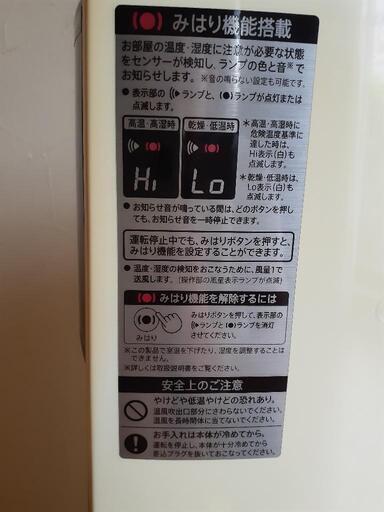 みはり機能搭載
お部屋の温度・湿度に注意が必要な状態
をセンサーが検知し、ランプの色と音※で
お知らせします。※音の鳴らない設定も可能です。
●表示部の ランプと、 ランプが点灯または
点滅します。
高温・高湿時
Hi
乾燥・低温時
Lo
＊高温・高湿時に
危険温度基準に
達した時は、
Hi表示(白)も
点滅します。
＊乾燥・低温時は、
Lo表示(白)も
点滅します。
●お知らせ音が鳴っている間は、どのボタンを押し
ても、お知らせ音を一時停止できます。
運転停止中でも、みはりボタンを押すと、
みはり機能を設定することができます。
●温度・湿度の検知をおこなうために、風量1で
送風します。(操作部の風量表示ランプが点滅)
みはり機能を解除するには
みはり
みはりボタンを押して、表示部の
ランプと ランプを消灯
させてください。
※この製品で室温を下げたり、湿度を調整することは
できません。
※詳しくは取扱説明書をご覧ください。
安全上のご注意
やけどや低温やけどの恐れあり。
温風吹出口部分にさわらないでください。
温風を長時間体に当てないでください。
お手入れは本体が冷めてから。
運転を停止し、本体が十分冷めてから
差込プラグを抜いておこなってください。